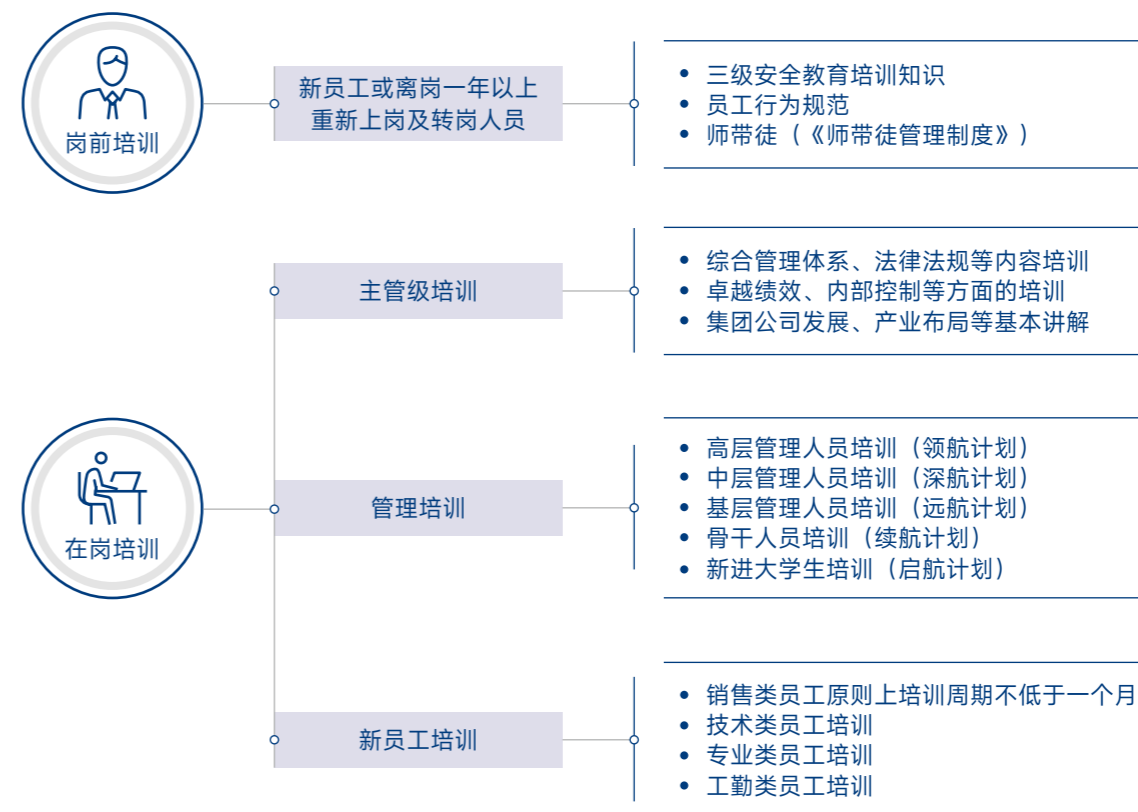 岗前培训
新员工或离岗一年以上
重新上岗及转岗人员
• 三级安全教育培训知识
• 员工行为规范
• 师带徒（《师带徒管理制度》）
在岗培训
主管级培训
• 综合管理体系、法律法规等内容培训
• 卓越绩效、内部控制等方面的培训
• 集团公司发展、产业布局等基本讲解
管理培训
• 高层管理人员培训（领航计划）
• 中层管理人员培训（深航计划）
• 基层管理人员培训（远航计划）
• 骨干人员培训（续航计划）
• 新进大学生培训（启航计划）
新员工培训
• 销售类员工原则上培训周期不低于一个月
• 技术类员工培训
• 专业类员工培训
• 工勤类员工培训